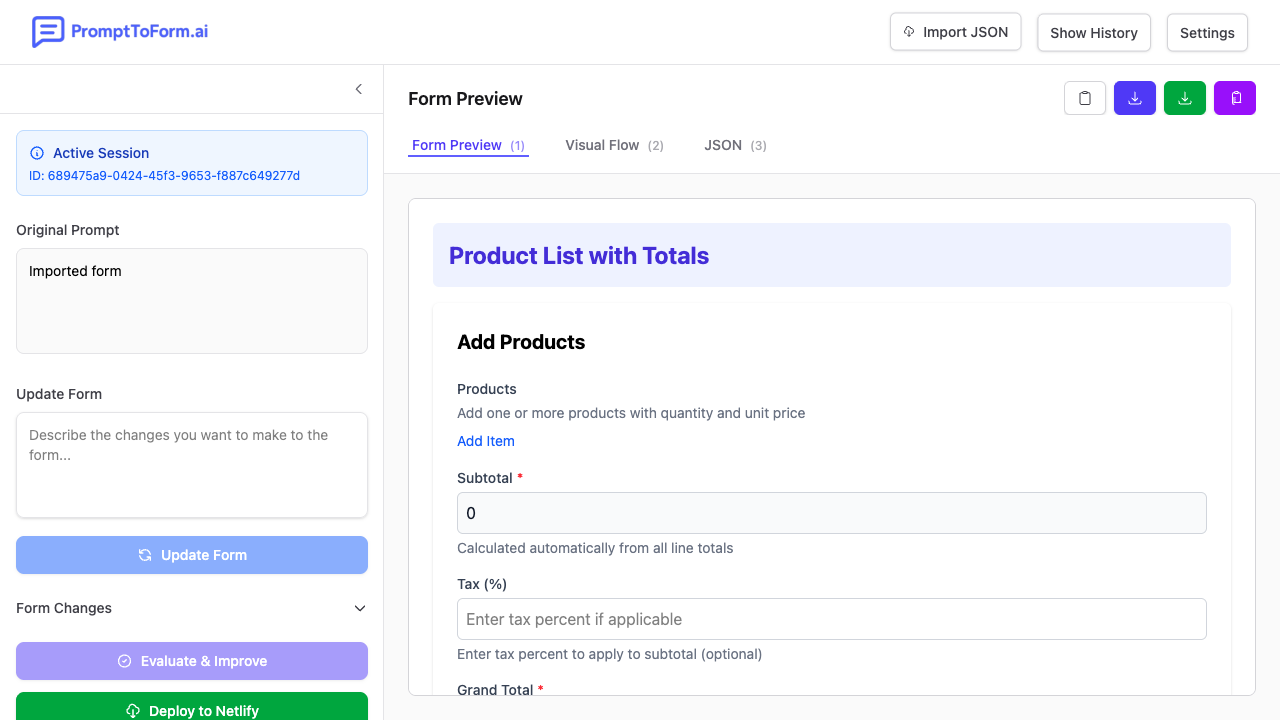 PromptToForm.ai
Import JSON
Show History
Settings
Active Session
ID: 689475a9-0424-45f3-9653-f887c649277d
Original Prompt
Imported form
Update Form
Describe the changes you want to make to the
form...
Update Form
Form Changes
Evaluate & Improve
Deploy to Netlify
Form Preview
Form Preview (1)
Visual Flow (2)
JSON (3)
Product List with Totals
Add Products
Products
Add one or more products with quantity and unit price
Add Item
Subtotal *
0
Calculated automatically from all line totals
Tax (%)
Enter tax percent if applicable
Enter tax percent to apply to subtotal (optional)
Grand Total *